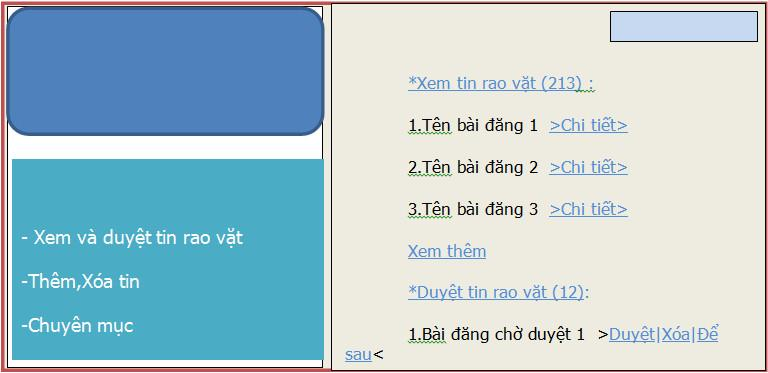 - Xem và duyệt tin rao vặt
-Thêm,Xóa tin
-Chuyên mục
*Xem tin rao vặt (213) :
1.Tên bài đăng 1 >Chi tiết>
2.Tên bài đăng 2 >Chi tiết>
3.Tên bài đăng 3 >Chi tiết>
Xem thêm
*Duyệt tin rao vặt (12):
1.Bài đăng chờ duyệt 1 >Duyệt|Xóa|Để
sau<